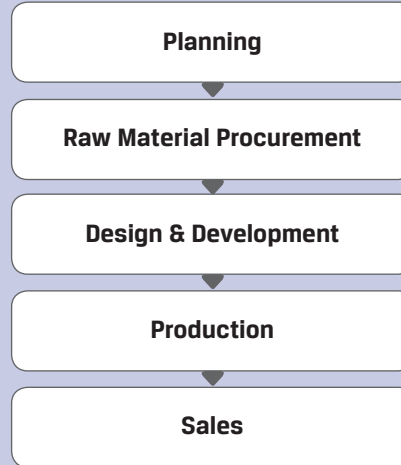 Planning
Raw Material Procurement
Design & Development
Production
Sales